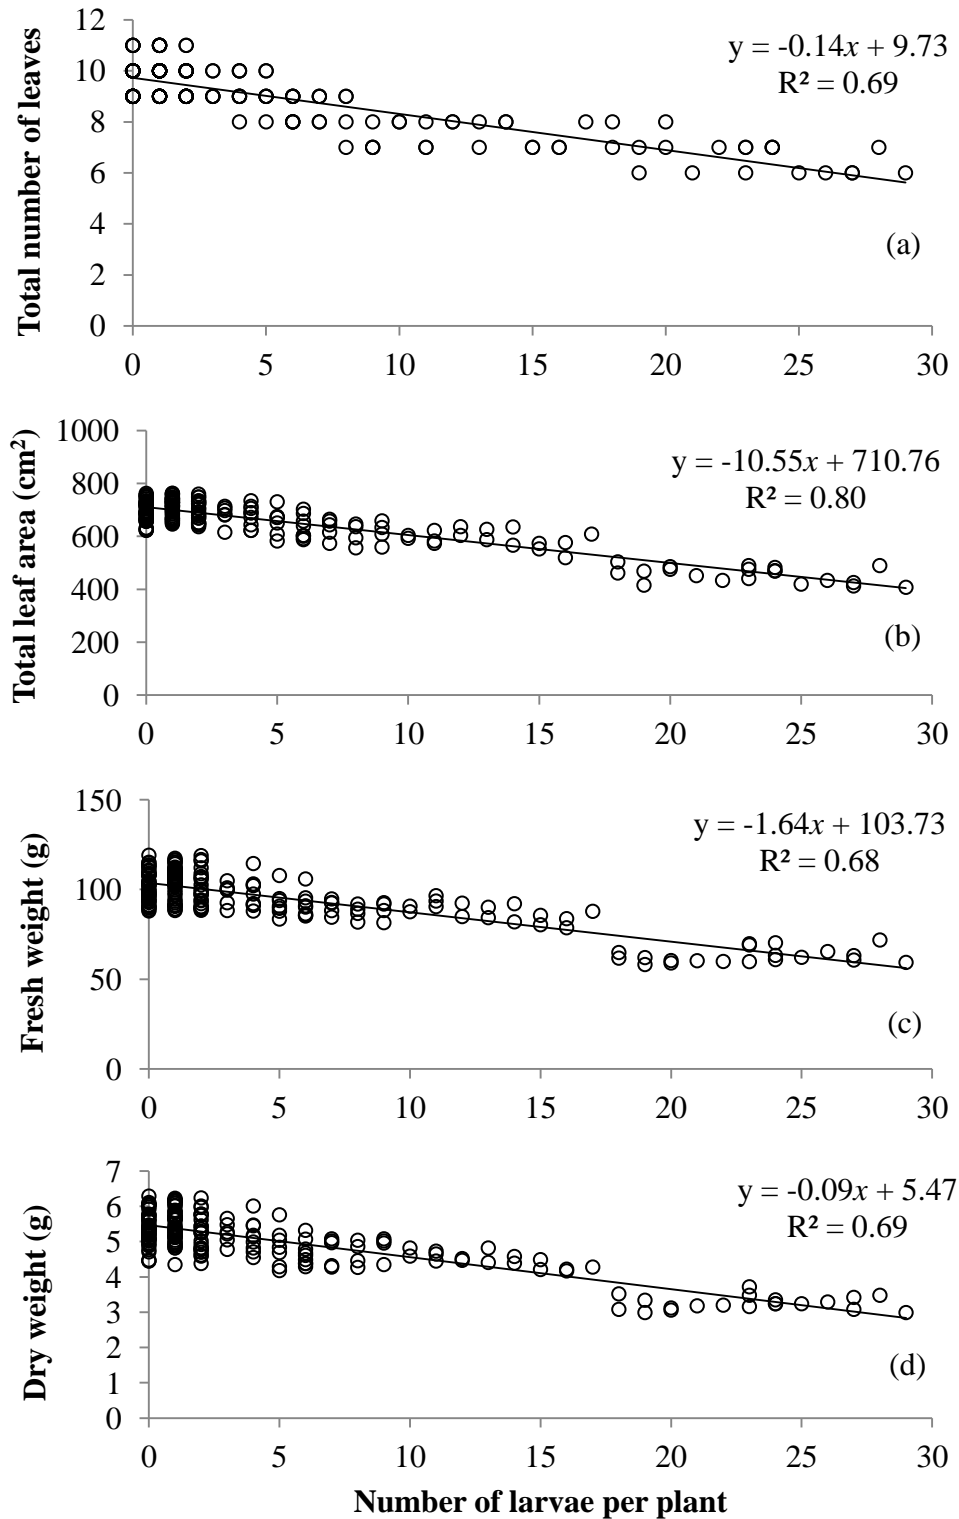 Total number of leaves
12
10
8
6
4
2
0
y = -0.14x + 9.73
R² = 0.69
(a)
0 5 10 15 20 25 30
Total leaf area (cm²)
1000
800
600
400
200
0
y = -10.55x + 710.76
R² = 0.80
(b)
0 5 10 15 20 25 30
Fresh weight (g)
150
100
50
0
y = -1.64x + 103.73
R² = 0.68
(c)
0 5 10 15 20 25 30
Dry weight (g)
7
6
5
4
3
2
1
0
y = -0.09x + 5.47
R² = 0.69
(d)
0 5 10 15 20 25 30
Number of larvae per plant